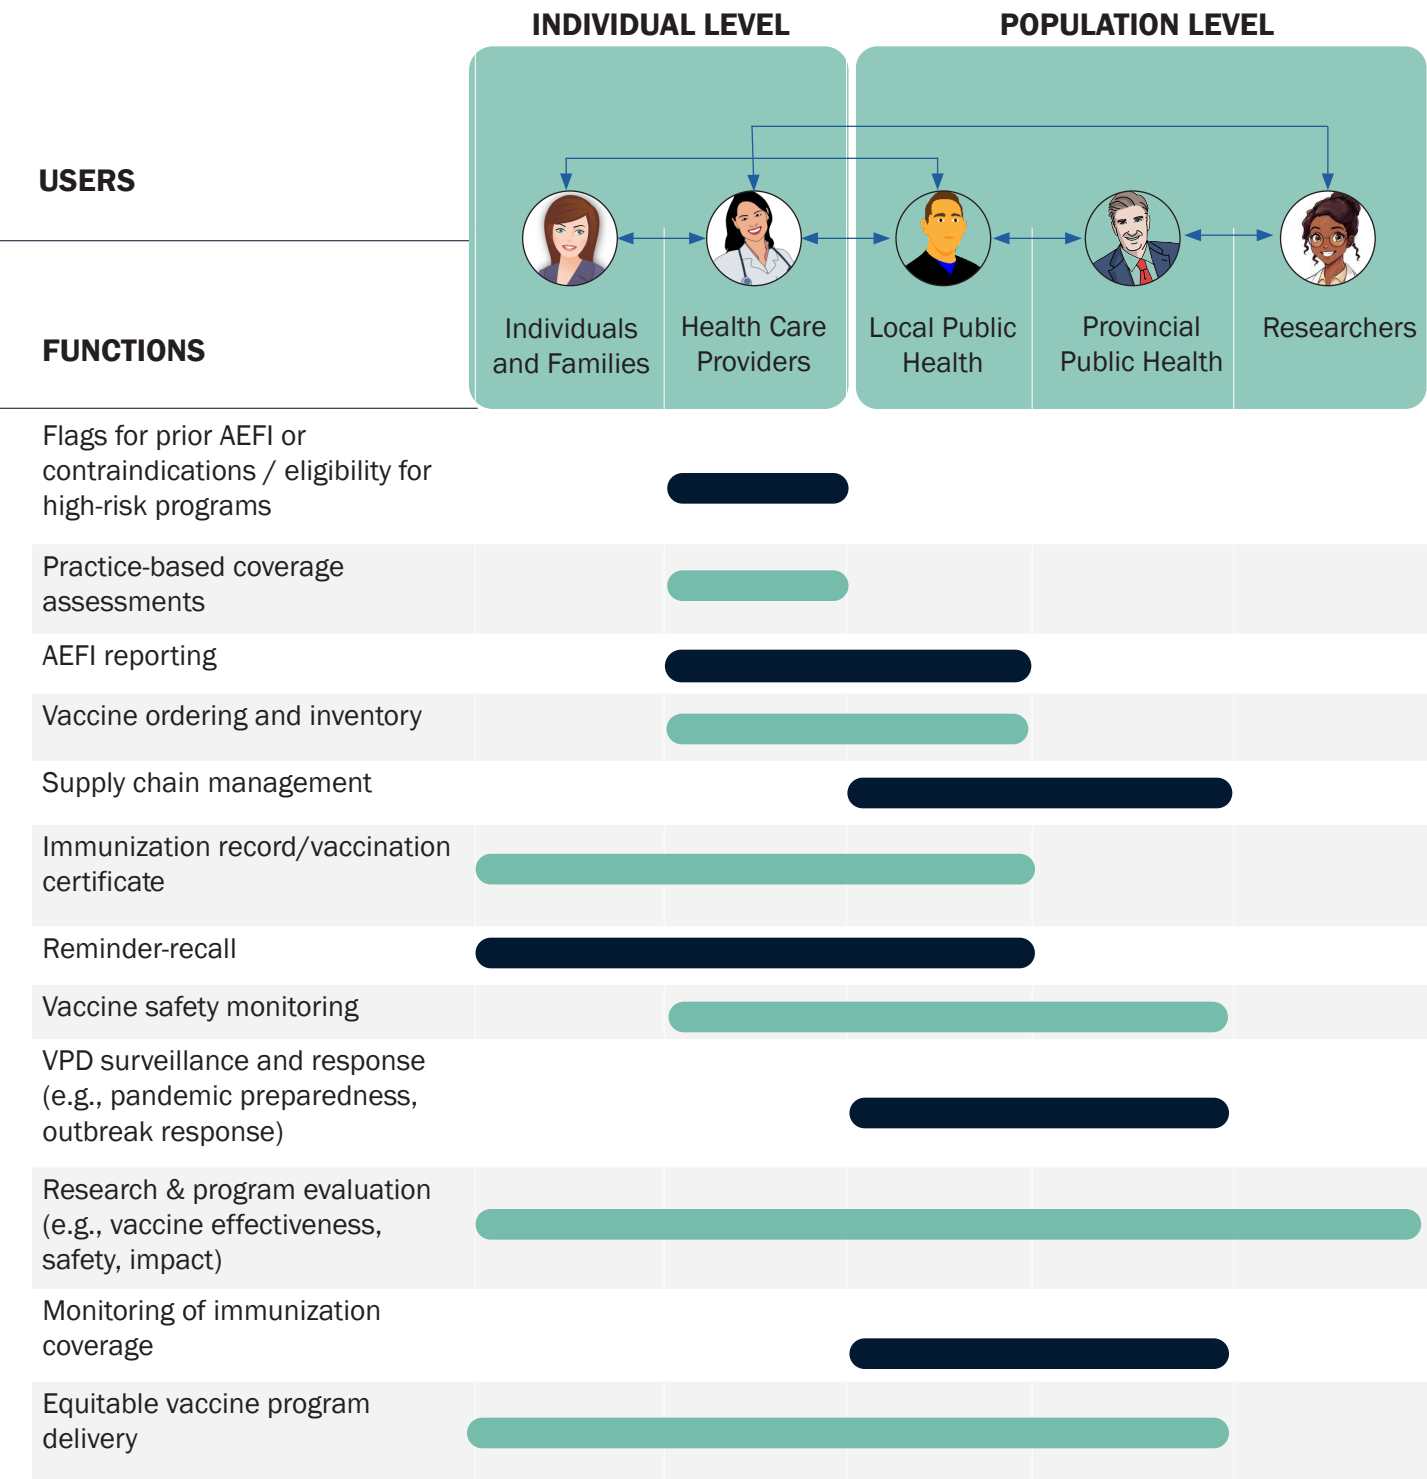 INDIVIDUAL LEVEL
POPULATION LEVEL
USERS
FUNCTIONS
Individuals
and Families
Health Care
Providers
Local Public
Health
Provincial
Public Health
Researchers
Flags for prior AEFI or
contraindications / eligibility for
high-risk programs
Practice-based coverage
assessments
AEFI reporting
Vaccine ordering and inventory
Supply chain management
Immunization record/vaccination
certificate
Reminder-recall
Vaccine safety monitoring
VPD surveillance and response
(e.g., pandemic preparedness,
outbreak response)
Research & program evaluation
(e.g., vaccine effectiveness,
safety, impact)
Monitoring of immunization
coverage
Equitable vaccine program
delivery